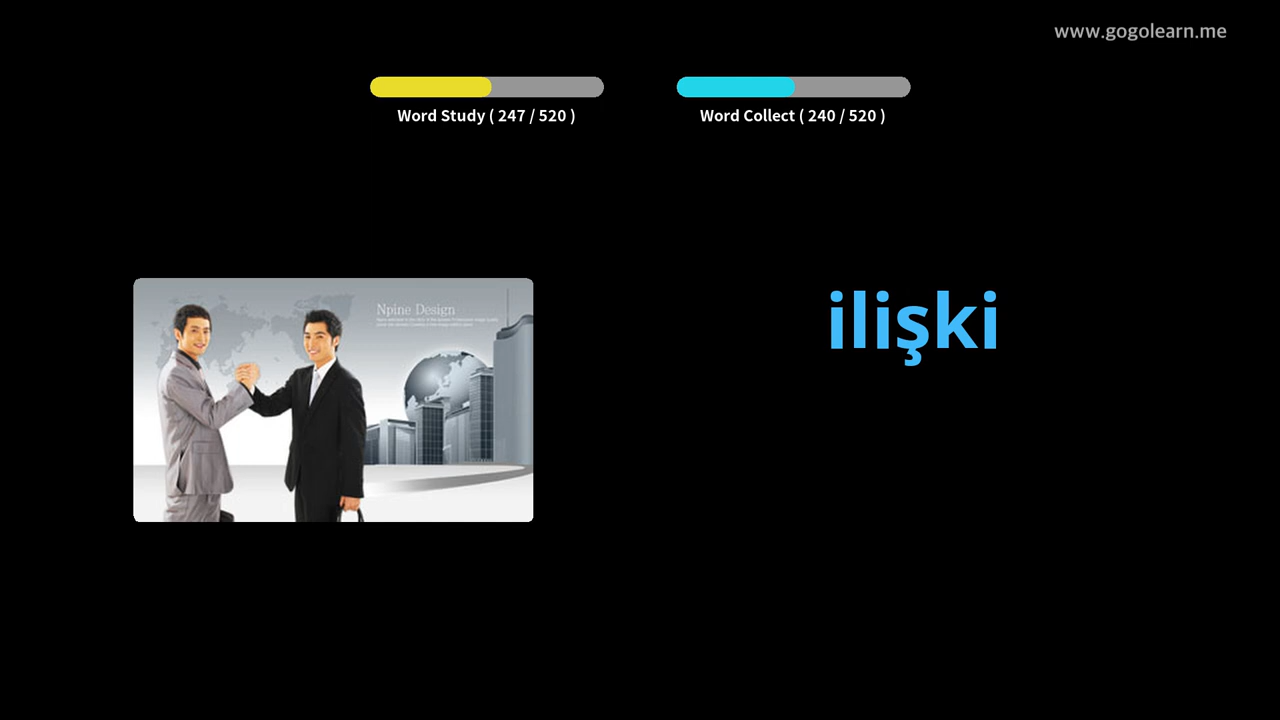 www.gogolearn.me
Word Study ( 247 / 520 )
Word Collect ( 240 / 520 )
Npine Design
ilişki